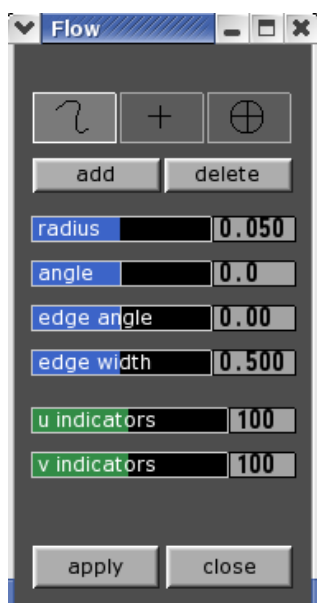 Flow
add delete
radius 0.050
angle 0.0
edge angle 0.00
edge width 0.500
u indicators 100
v indicators 100
apply close